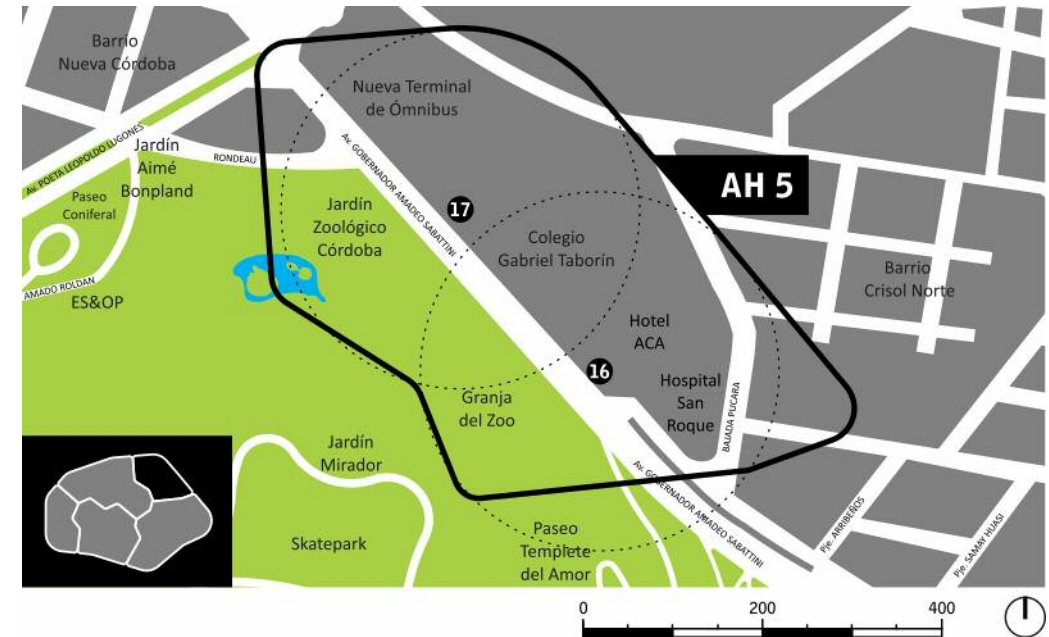 Barrio
Nueva Córdoba
Nueva Terminal
de Ómnibus
Av. POETA LEOPOLDO LUGONES
Jardín
Aimé
Bonpland
RONDEAU
Av. GOBERNADOR AMADEO SABATTINI
AH 5
Paseo
Coniferal
Jardín
Zoológico
Córdoba
17
Colegio
Gabriel Taborín
Barrio
Crisol Norte
AMADO ROLDAN
ES&OP
Hotel
ACA
16
Hospital
San
Roque
BAJADA PUCARA
Granja
del Zoo
Jardín
Mirador
Av. GOBERNADOR AMADEO SABATTINI
Pje. ARRIBEÑOS
Pje. SAMAY HUASI
Skatepark
Paseo
Templete
del Amor
0 200 400